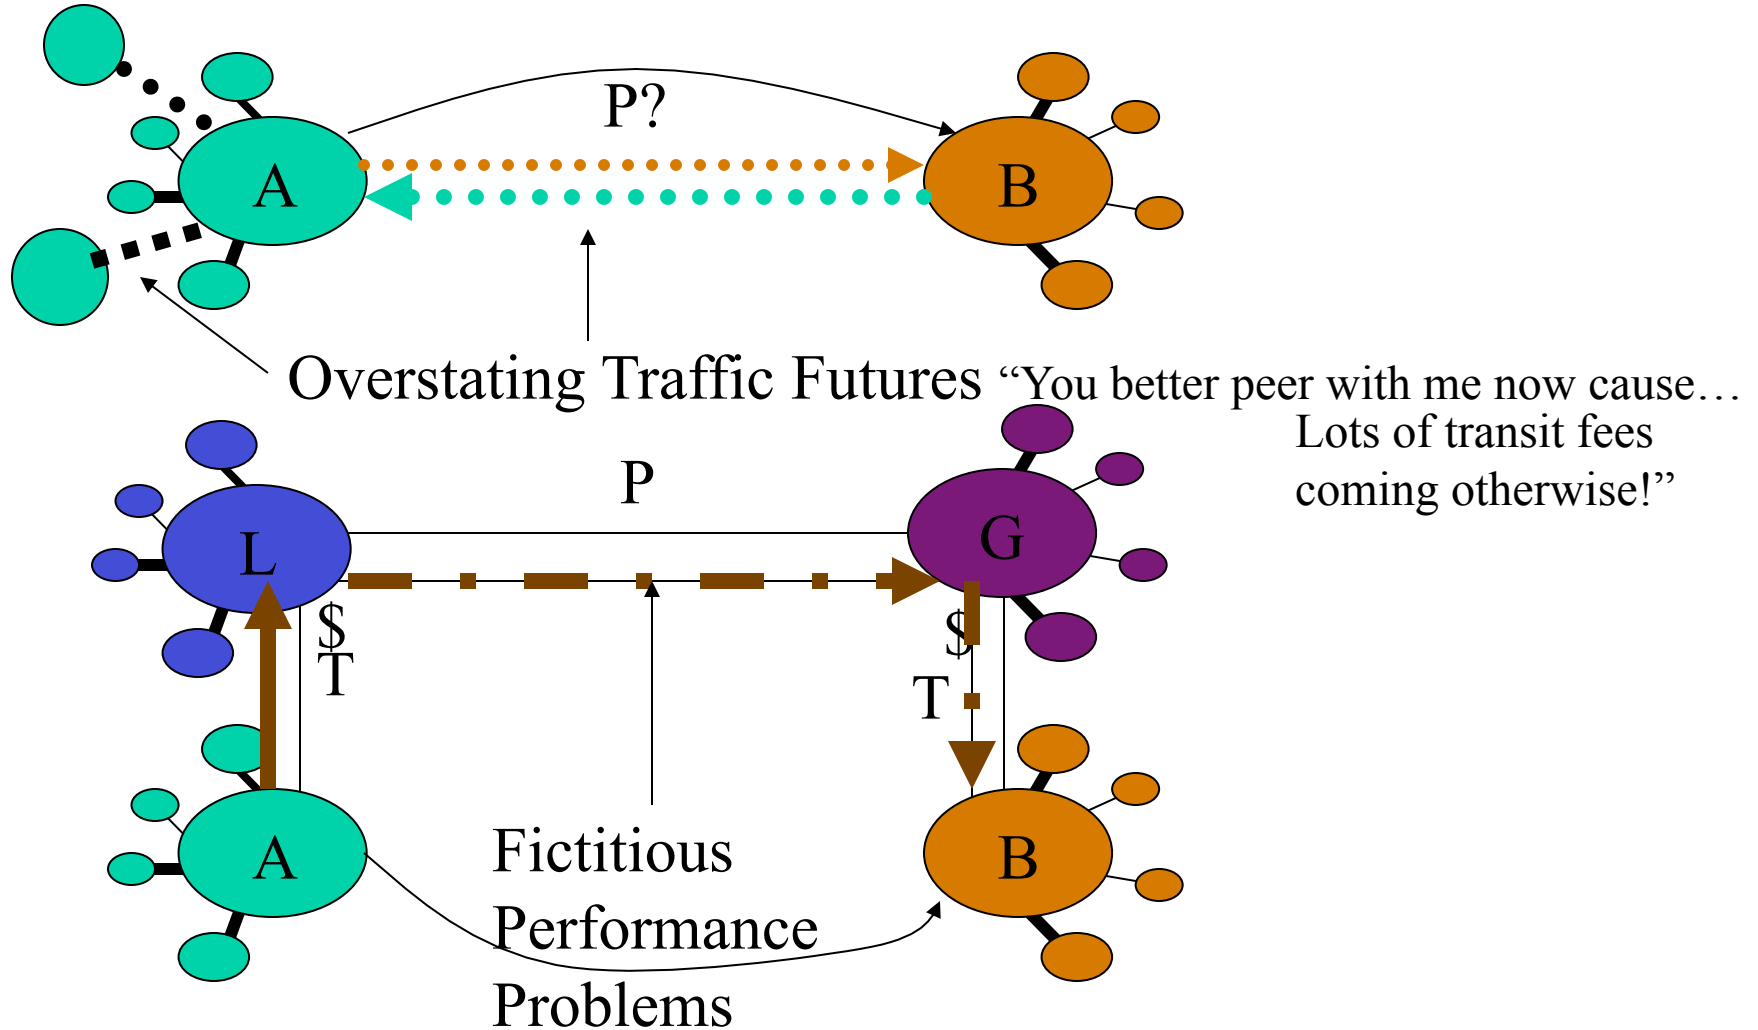 P?
A
B
Overstating Traffic Futures “You better peer with me now cause…
Lots of transit fees
coming otherwise!”
P
L
G
$
T
$
T
A
B
Fictitious
Performance
Problems